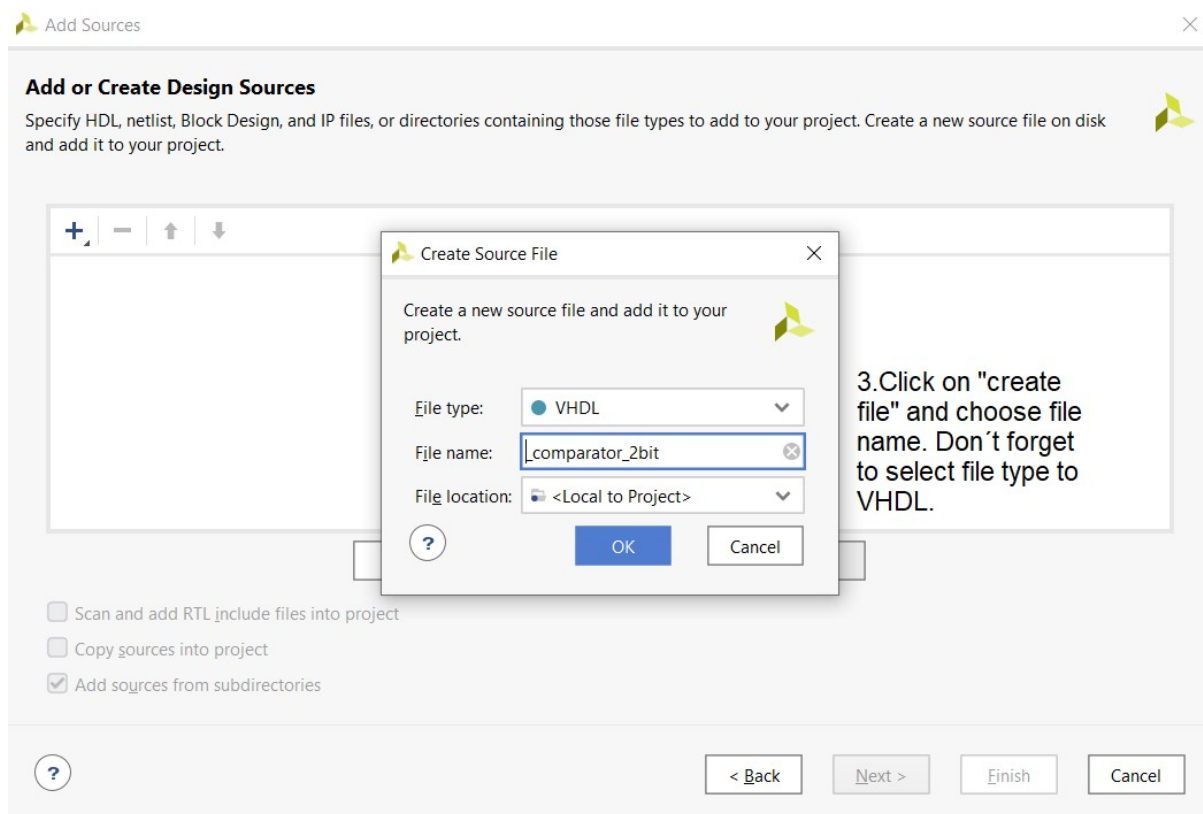 Add Sources
Add or Create Design Sources
Specify HDL, netlist, Block Design, and IP files, or directories containing those file types to add to your project. Create a new source file on disk
and add it to your project.
Create Source File
Create a new source file and add it to your
project.
File type:
VHDL
File name:
_comparator_2bit
File location:
<Local to Project>
?
OK
Cancel
3.Click on "create
file" and choose file
name. Don´t forget
to select file type to
VHDL.
Scan and add RTL include files into project
Copy sources into project
Add sources from subdirectories
?
< Back
Next >
Finish
Cancel